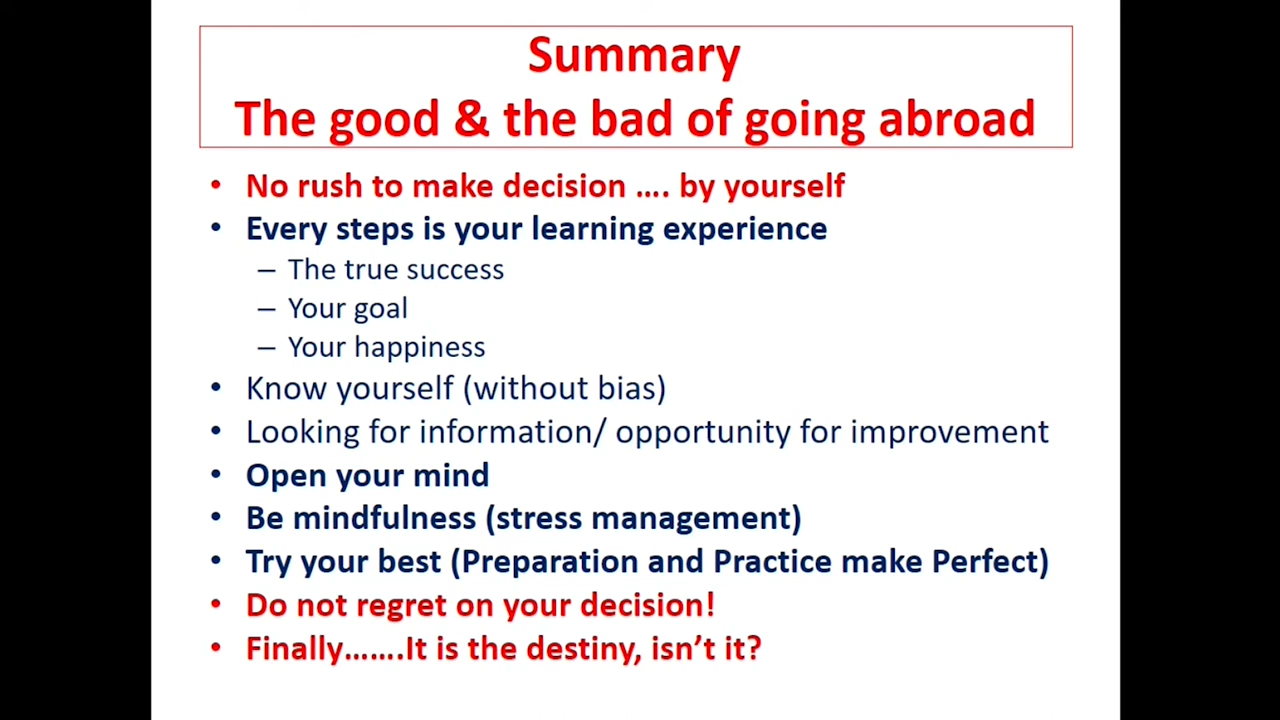 Summary
The good & the bad of going abroad
• No rush to make decision …. by yourself
• Every steps is your learning experience
– The true success
– Your goal
– Your happiness
• Know yourself (without bias)
• Looking for information/ opportunity for improvement
• Open your mind
• Be mindfulness (stress management)
• Try your best (Preparation and Practice make Perfect)
• Do not regret on your decision!
• Finally…….It is the destiny, isn’t it?